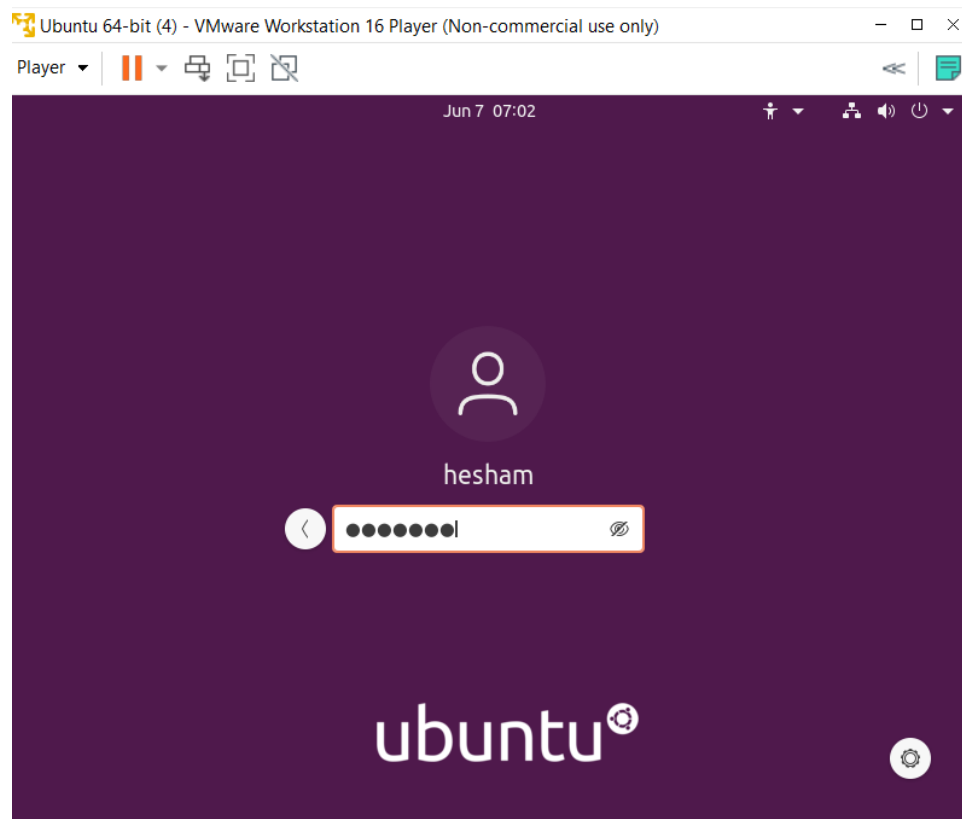 Ubuntu 64-bit (4) - VMware Workstation 16 Player (Non-commercial use only)
Player
Jun 7 07:02
hesham
ubuntu